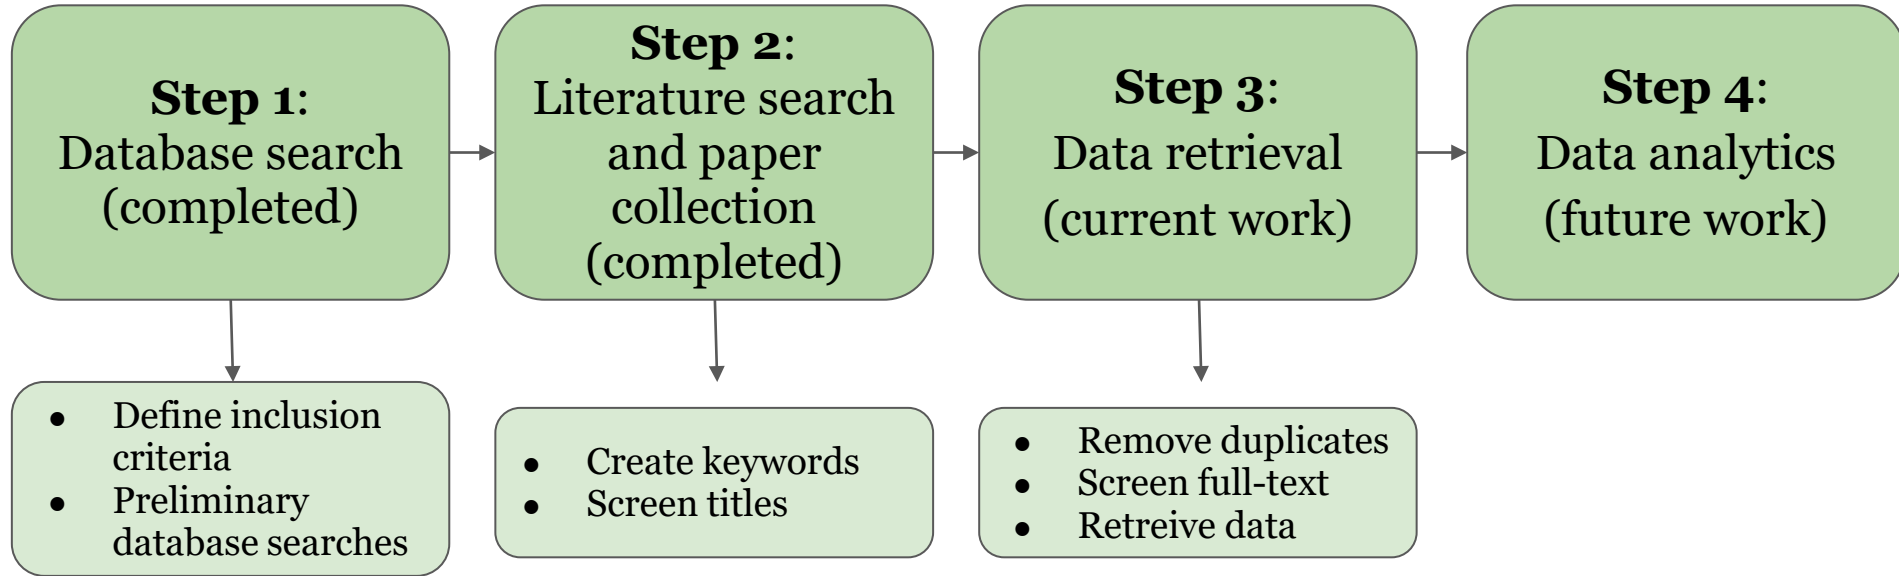 Step 1:
Database search
(completed)
Step 2:
Literature search
and paper
collection
(completed)
Step 3:
Data retrieval
(current work)
Step 4:
Data analytics
(future work)
● Define inclusion
criteria
● Preliminary
database searches
● Create keywords
● Screen titles
● Remove duplicates
● Screen full-text
● Retreive data